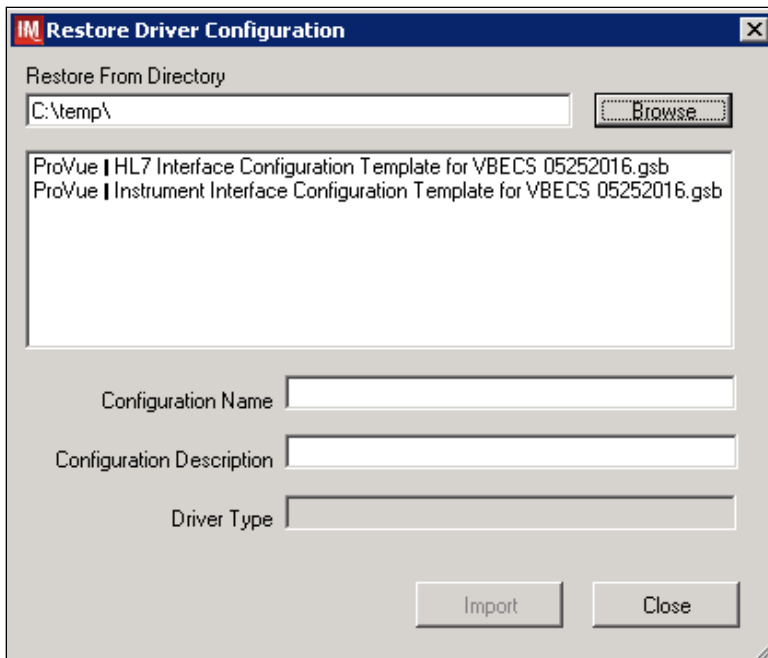 IM Restore Driver Configuration
Restore From Directory
C:\temp\
Browse
ProVue | HL7 Interface Configuration Template for VBECS 05252016.gsb
ProVue | Instrument Interface Configuration Template for VBECS 05252016.gsb
Configuration Name
Configuration Description
Driver Type
Import
Close